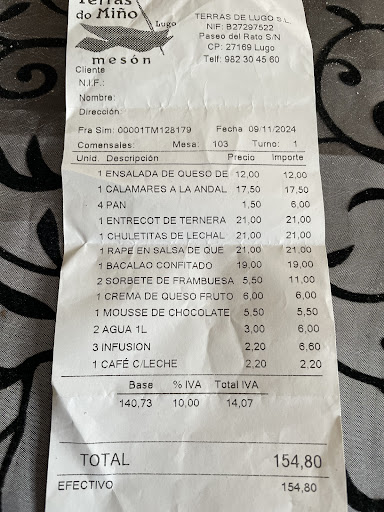 Terras
do Miño
Lugo
mesón
TERRAS DE LUGO S.L.
NIF: B27297522
Paseo del Rato S/N
CP: 27169 Lugo
Telf: 982 30 45 60
Cliente
N.I.F.:
Nombre:
Dirección:
Fra Sim: 00001TM128179 Fecha 09/11/2024
Comensales: Mesa: 103 Turno: 1
Unid. Descripción Precio Importe
1 ENSALADA DE QUESO DE 12,00 12,00
1 CALAMARES A LA ANDAL 17,50 17,50
4 PAN 1,50 6,00
1 ENTRECOT DE TERNERA 21,00 21,00
1 CHULETITAS DE LECHAL 21,00 21,00
1 RAPE EN SALSA DE QUE 21,00 21,00
1 BACALAO CONFITADO 19,00 19,00
2 SORBETE DE FRAMBUESA 5,50 11,00
1 CREMA DE QUESO FRUTO 6,00 6,00
1 MOUSSE DE CHOCOLATE 5,50 5,50
2 AGUA 1L 3,00 6,00
3 INFUSION 2,20 6,60
1 CAFÉ C/LECHE 2,20 2,20
Base % IVA Total IVA
140,73 10,00 14,07
TOTAL 154,80
EFECTIVO 154,80